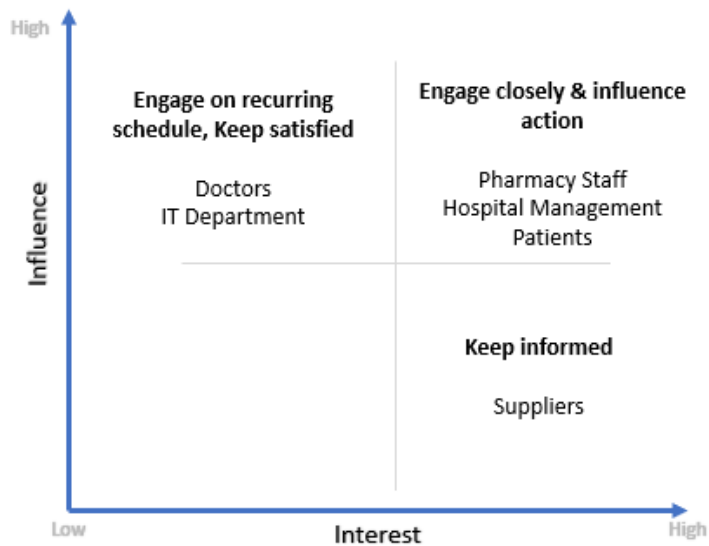 High
Engage on recurring
schedule, Keep satisfied
Doctors
IT Department
Engage closely & influence
action
Pharmacy Staff
Hospital Management
Patients
Influence
Keep informed
Suppliers
Low
Interest
High